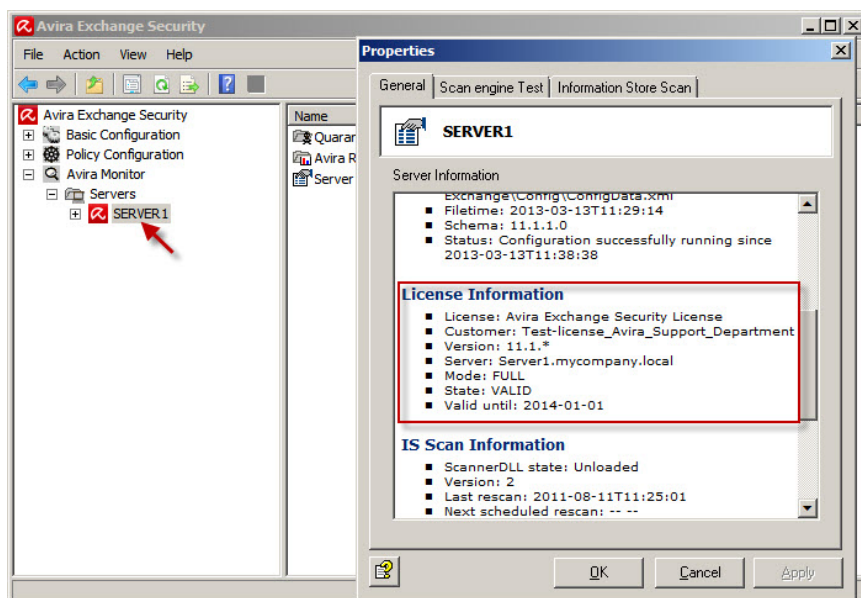 Avira Exchange Security
File Action View Help
Avira Exchange Security
Basic Configuration
Policy Configuration
Avira Monitor
Servers
SERVER1
Name
Quarar
Avira R
Server
Properties
General Scan engine Test Information Store Scan
SERVER1
Server Information
Exchange\Config\ConfigData.xml
Filetime: 2013-03-13T11:29:14
Schema: 11.1.1.0
Status: Configuration successfully running since
2013-03-13T11:38:38
License Information
License: Avira Exchange Security License
Customer: Test-license_Avira_Support_Department
Version: 11.1.*
Server: Server1.mycompany.local
Mode: FULL
State: VALID
Valid until: 2014-01-01
IS Scan Information
ScannerDLL state: Unloaded
Version: 2
Last rescan: 2011-08-11T11:25:01
Next scheduled rescan: -- --
OK Cancel Apply